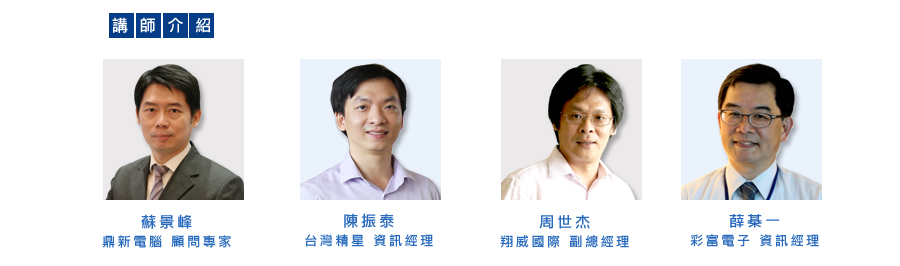 講師介紹
蘇景峰
鼎新電腦 顧問專家
陳振泰
台灣精星 資訊經理
周世杰
翔威國際 副總經理
薛棊一
彩富電子 資訊經理